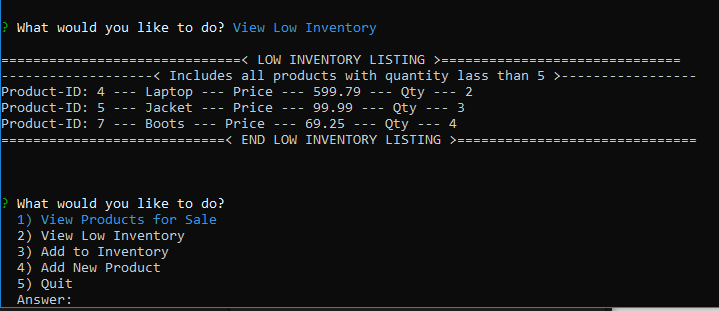 ? What would you like to do? View Low Inventory
==============================< LOW INVENTORY LISTING >==============================
-------------------< Includes all products with quantity lass than 5 >-----------------
Product-ID: 4 --- Laptop --- Price --- 599.79 --- Qty --- 2
Product-ID: 5 --- Jacket --- Price --- 99.99 --- Qty --- 3
Product-ID: 7 --- Boots --- Price --- 69.25 --- Qty --- 4
============================< END LOW INVENTORY LISTING >==============================
? What would you like to do?
1) View Products for Sale
2) View Low Inventory
3) Add to Inventory
4) Add New Product
5) Quit
Answer: